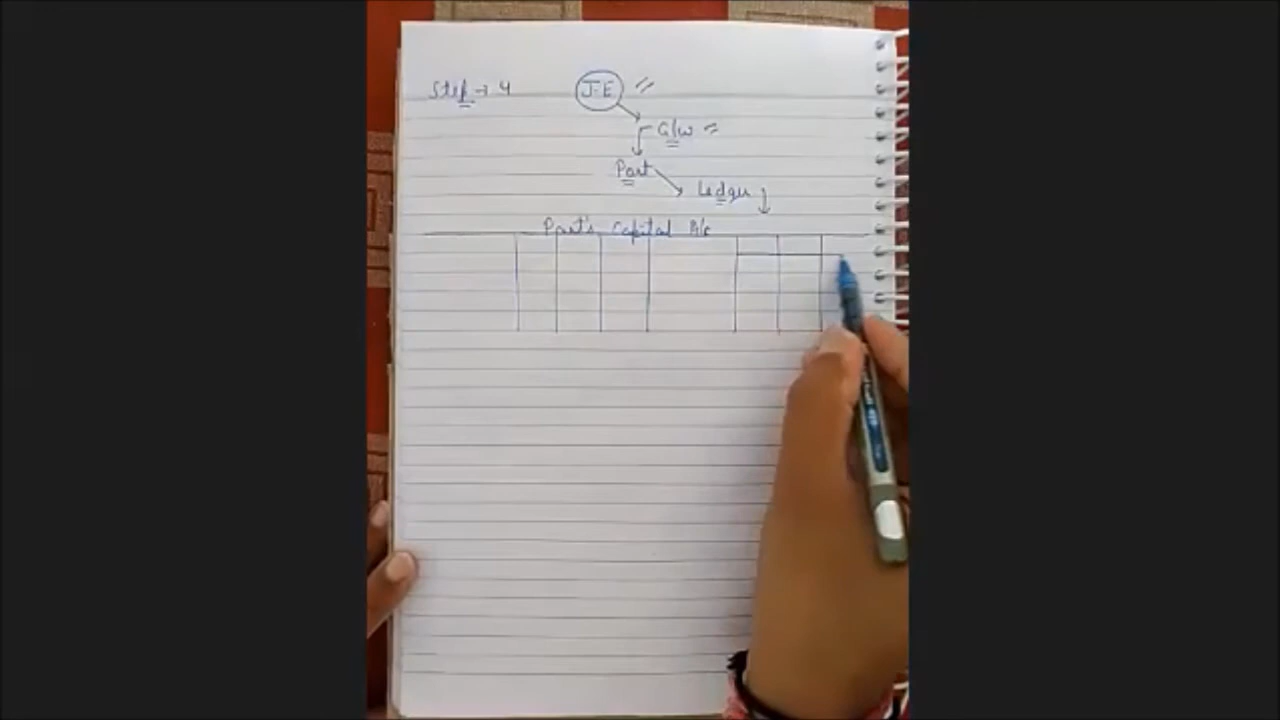 Step → 4 J.E
G/w
Part
Ledger
Part's Capital A/c